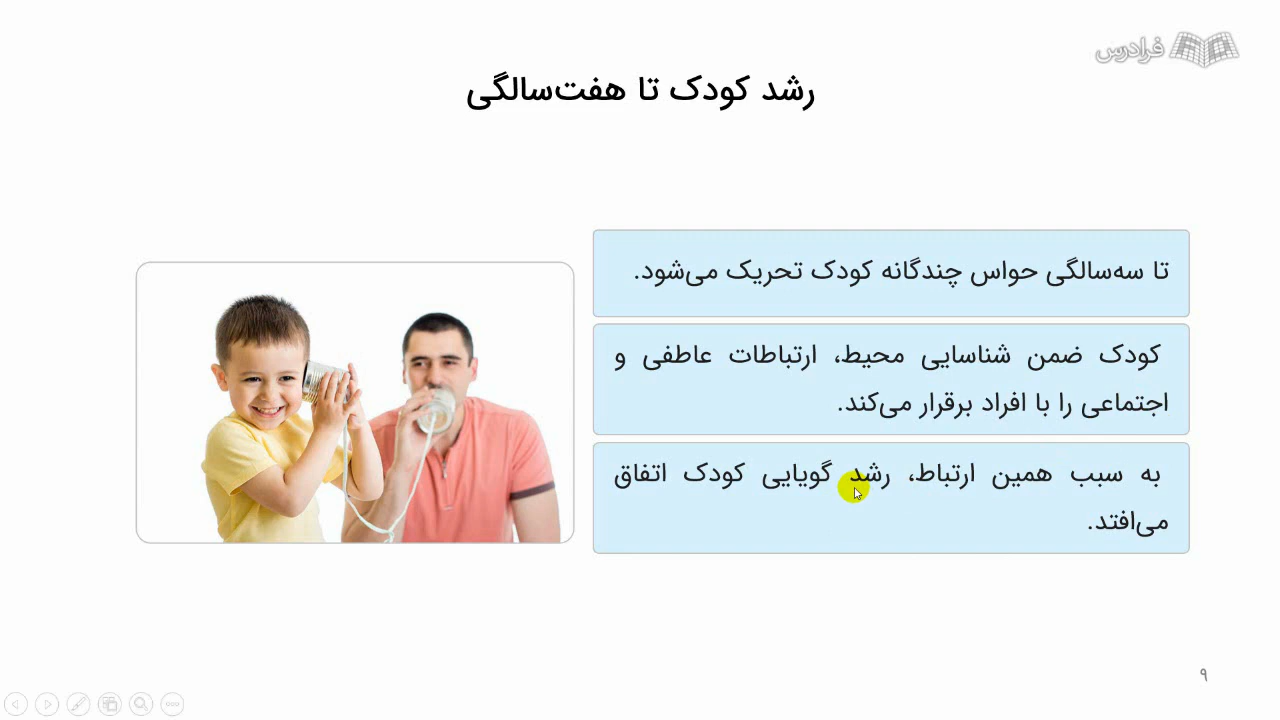 فرادرس
رشد کودک تا هفت‌سالگی
تا سه‌سالگی حواس چندگانه کودک تحریک می‌شود.
کودک ضمن شناسایی محیط، ارتباطات عاطفی و
اجتماعی را با افراد برقرار می‌کند.
به سبب همین ارتباط، رشد گویایی کودک اتفاق
می‌افتد.
۹